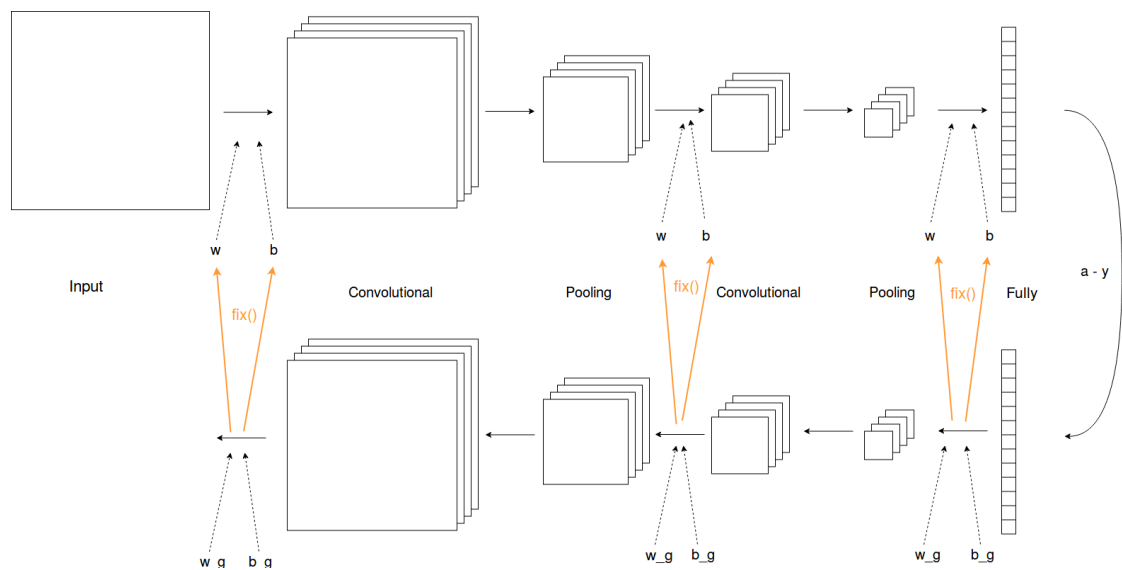 w b w b w b
Input Convolutional Pooling Convolutional Pooling Fully a - y
fix() fix() fix()
w_g b_g w_g b_g w_g b_g